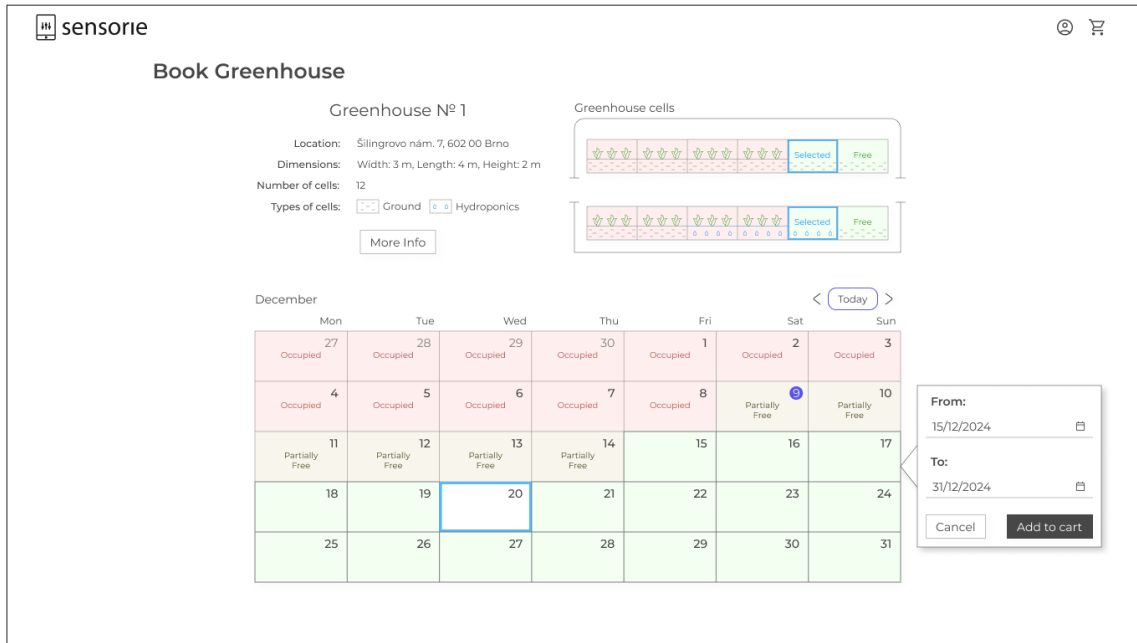 sensorie
Book Greenhouse
Greenhouse № 1
Location: Šilingrovo nám. 7, 602 00 Brno
Dimensions: Width: 3 m, Length: 4 m, Height: 2 m
Number of cells: 12
Types of cells: Ground Hydroponics
More Info
Greenhouse cells
Selected Free
Selected Free
December
Today
Mon Tue Wed Thu Fri Sat Sun
27 28 29 30 1 2 3
Occupied Occupied Occupied Occupied Occupied Occupied Occupied
4 5 6 7 8 9 10
Occupied Occupied Occupied Occupied Occupied Partially Partially
Free Free
11 12 13 14 15 16 17
Partially Partially Partially Partially
Free Free Free Free
18 19 20 21 22 23 24
25 26 27 28 29 30 31
From:
15/12/2024
To:
31/12/2024
Cancel Add to cart